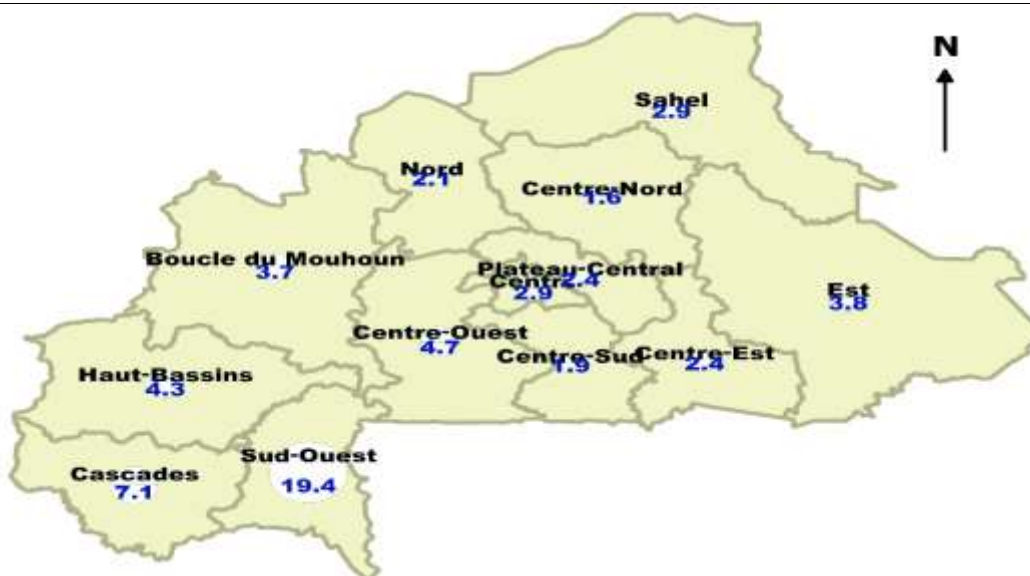 N
Sahel
2.9
Nord
2.1
Centre-Nord
1.6
Boucle du Mouhoun
3.7
Plateau-Central
2.4
Centre
2.9
Est
3.8
Centre-Ouest
4.7
Centre-Sud
1.9
Centre-Est
2.4
Haut-Bassins
4.3
Sud-Ouest
19.4
Cascades
7.1